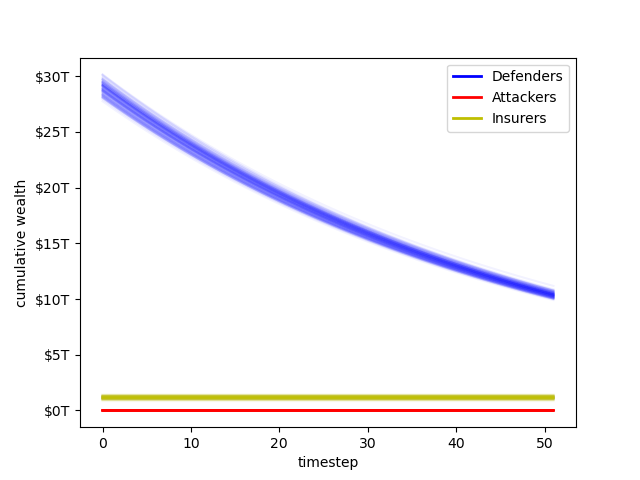 Defenders
Attackers
Insurers
$30T
$25T
$20T
$15T
$10T
$5T
$0T
cumulative wealth
0 10 20 30 40 50
timestep